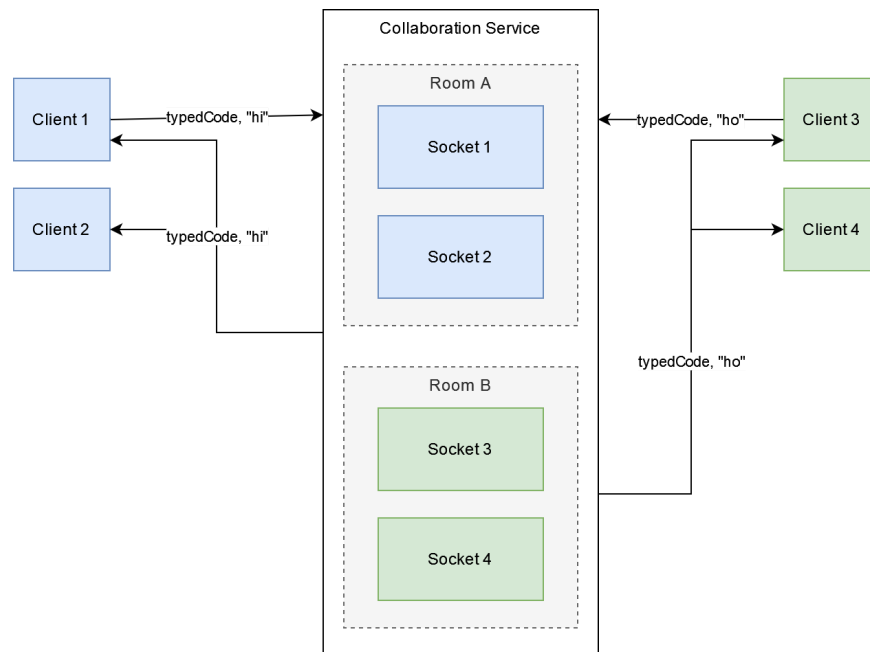 Collaboration Service
Room A
Client 1
typedCode, "hi"
Socket 1
typedCode, "ho"
Client 3
Client 2
typedCode, "hi"
Socket 2
Client 4
typedCode, "ho"
Room B
Socket 3
Socket 4